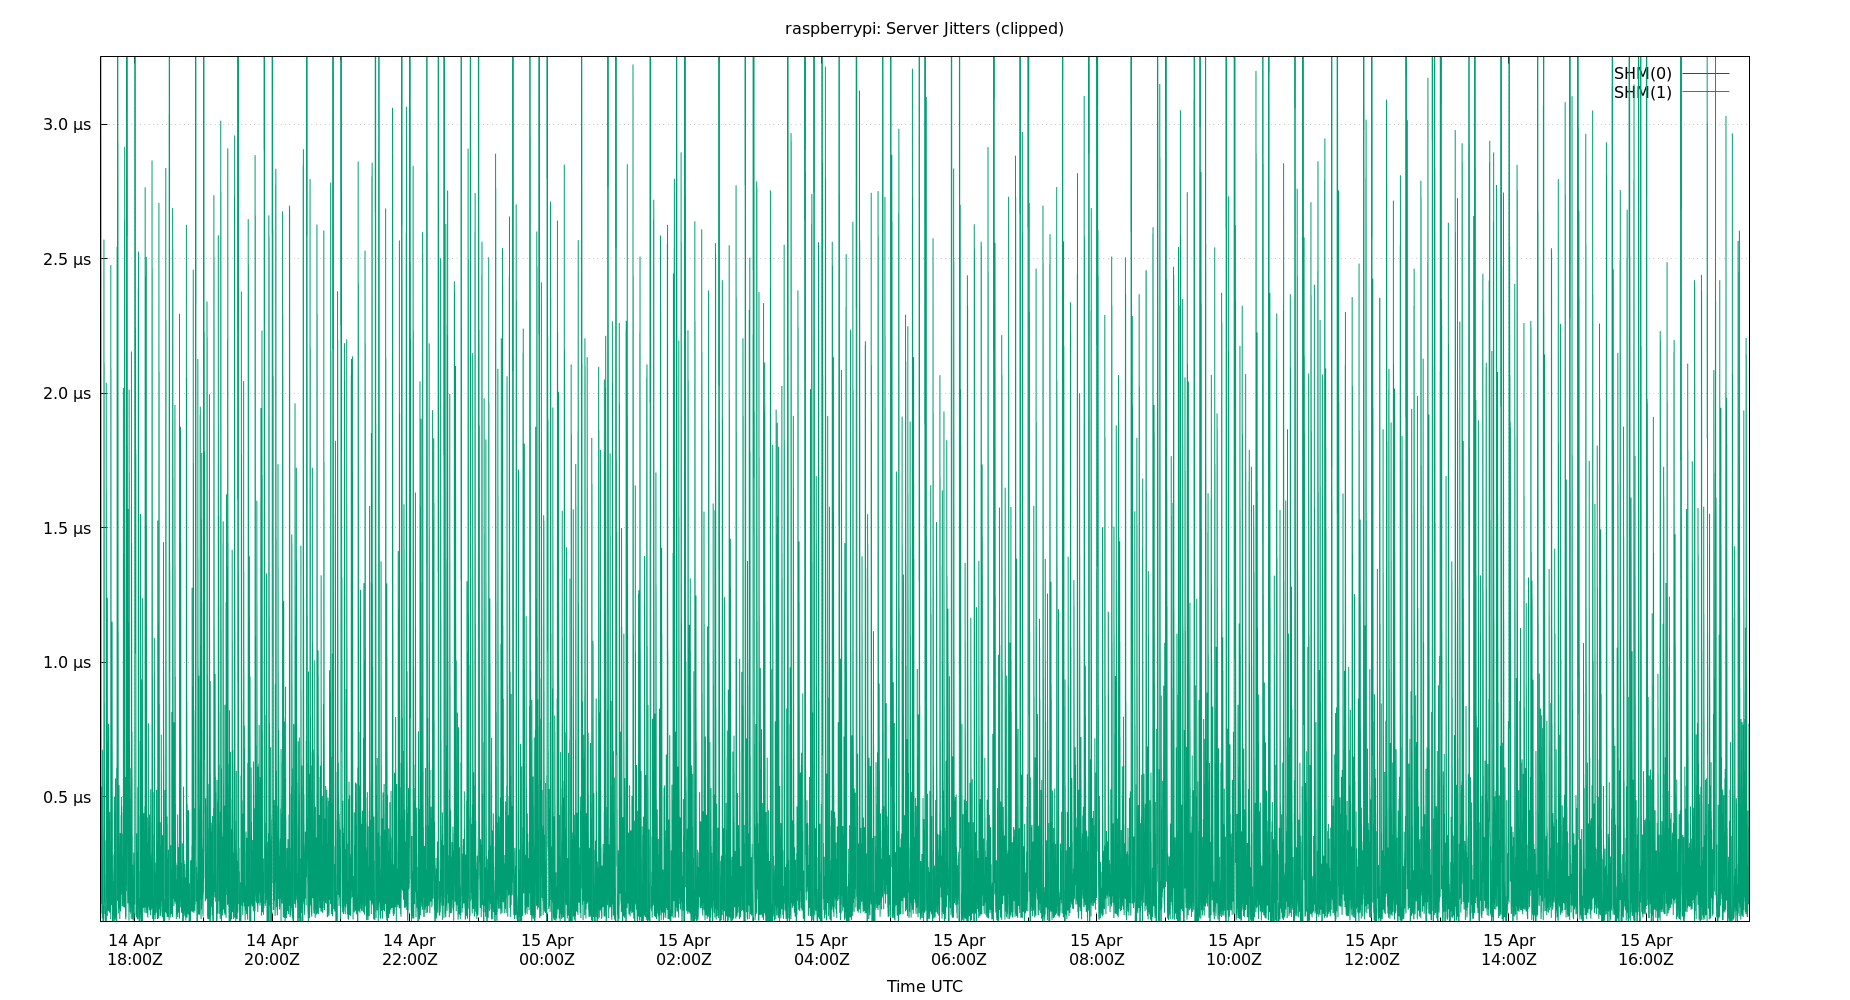 raspberrypi: Server Jitters (clipped)
SHM(0)
SHM(1)
3.0 µs
2.5 µs
2.0 µs
1.5 µs
1.0 µs
0.5 µs
14 Apr 14 Apr 14 Apr 15 Apr 15 Apr 15 Apr 15 Apr 15 Apr 15 Apr 15 Apr 15 Apr 15 Apr
18:00Z 20:00Z 22:00Z 00:00Z 02:00Z 04:00Z 06:00Z 08:00Z 10:00Z 12:00Z 14:00Z 16:00Z
Time UTC